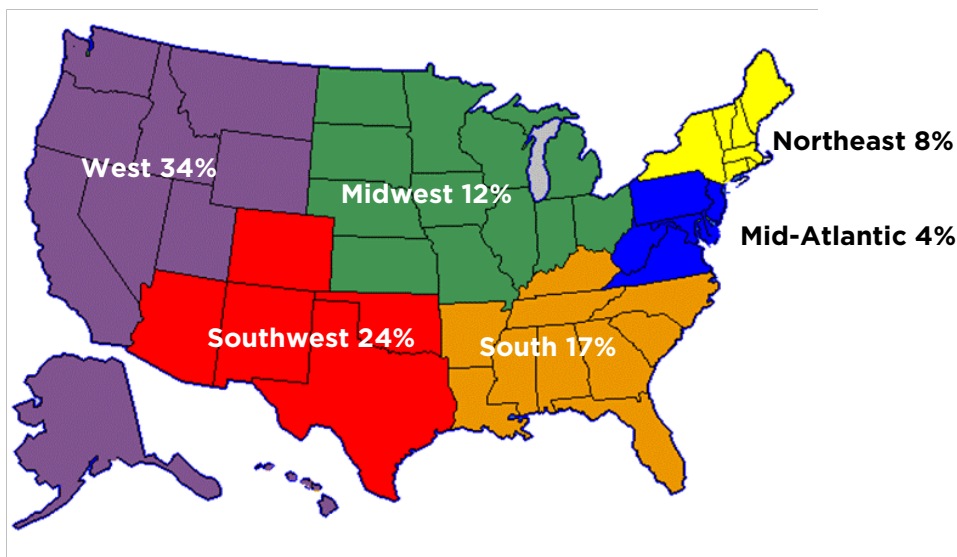 Northeast 8%
West 34%
Midwest 12%
Mid-Atlantic 4%
Southwest 24%
South 17%